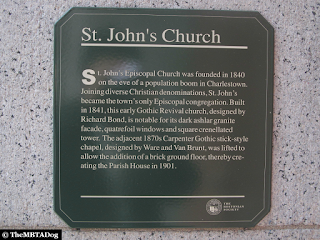 St. John's Church
St. John's Episcopal Church was founded in 1840
on the eve of a population boom in Charlestown.
Joining diverse Christian denominations, St. John's
became the town's only Episcopal congregation. Built
in 1841, this early Gothic Revival church, designed by
Richard Bond, is notable for its dark ashlar granite
facade, quatrefoil windows and square crenellated
tower. The adjacent 1870s Carpenter Gothic stick-style
chapel, designed by Ware and Van Brunt, was lifted to
allow the addition of a brick ground floor, thereby cre-
ating the Parish House in 1901.
THE
BOSTONIAN
SOCIETY
© TheMBTADog